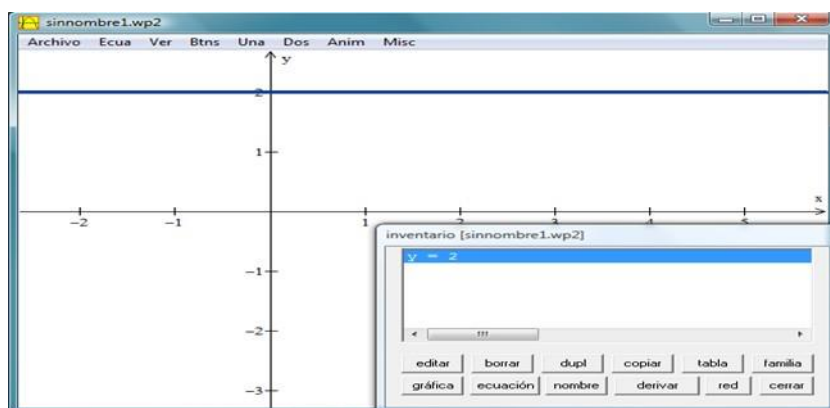 sinnombre1.wp2
Archivo Ecua Ver Btns Una Dos Anim Misc
y
2
1
x
-2 -1 1 2 3 4 5
inventario [sinnombre1.wp2]
y = 2
-1
-2
editar borrar dupl copiar tabla familia
gráfica ecuación nombre derivar red cerrar
-3